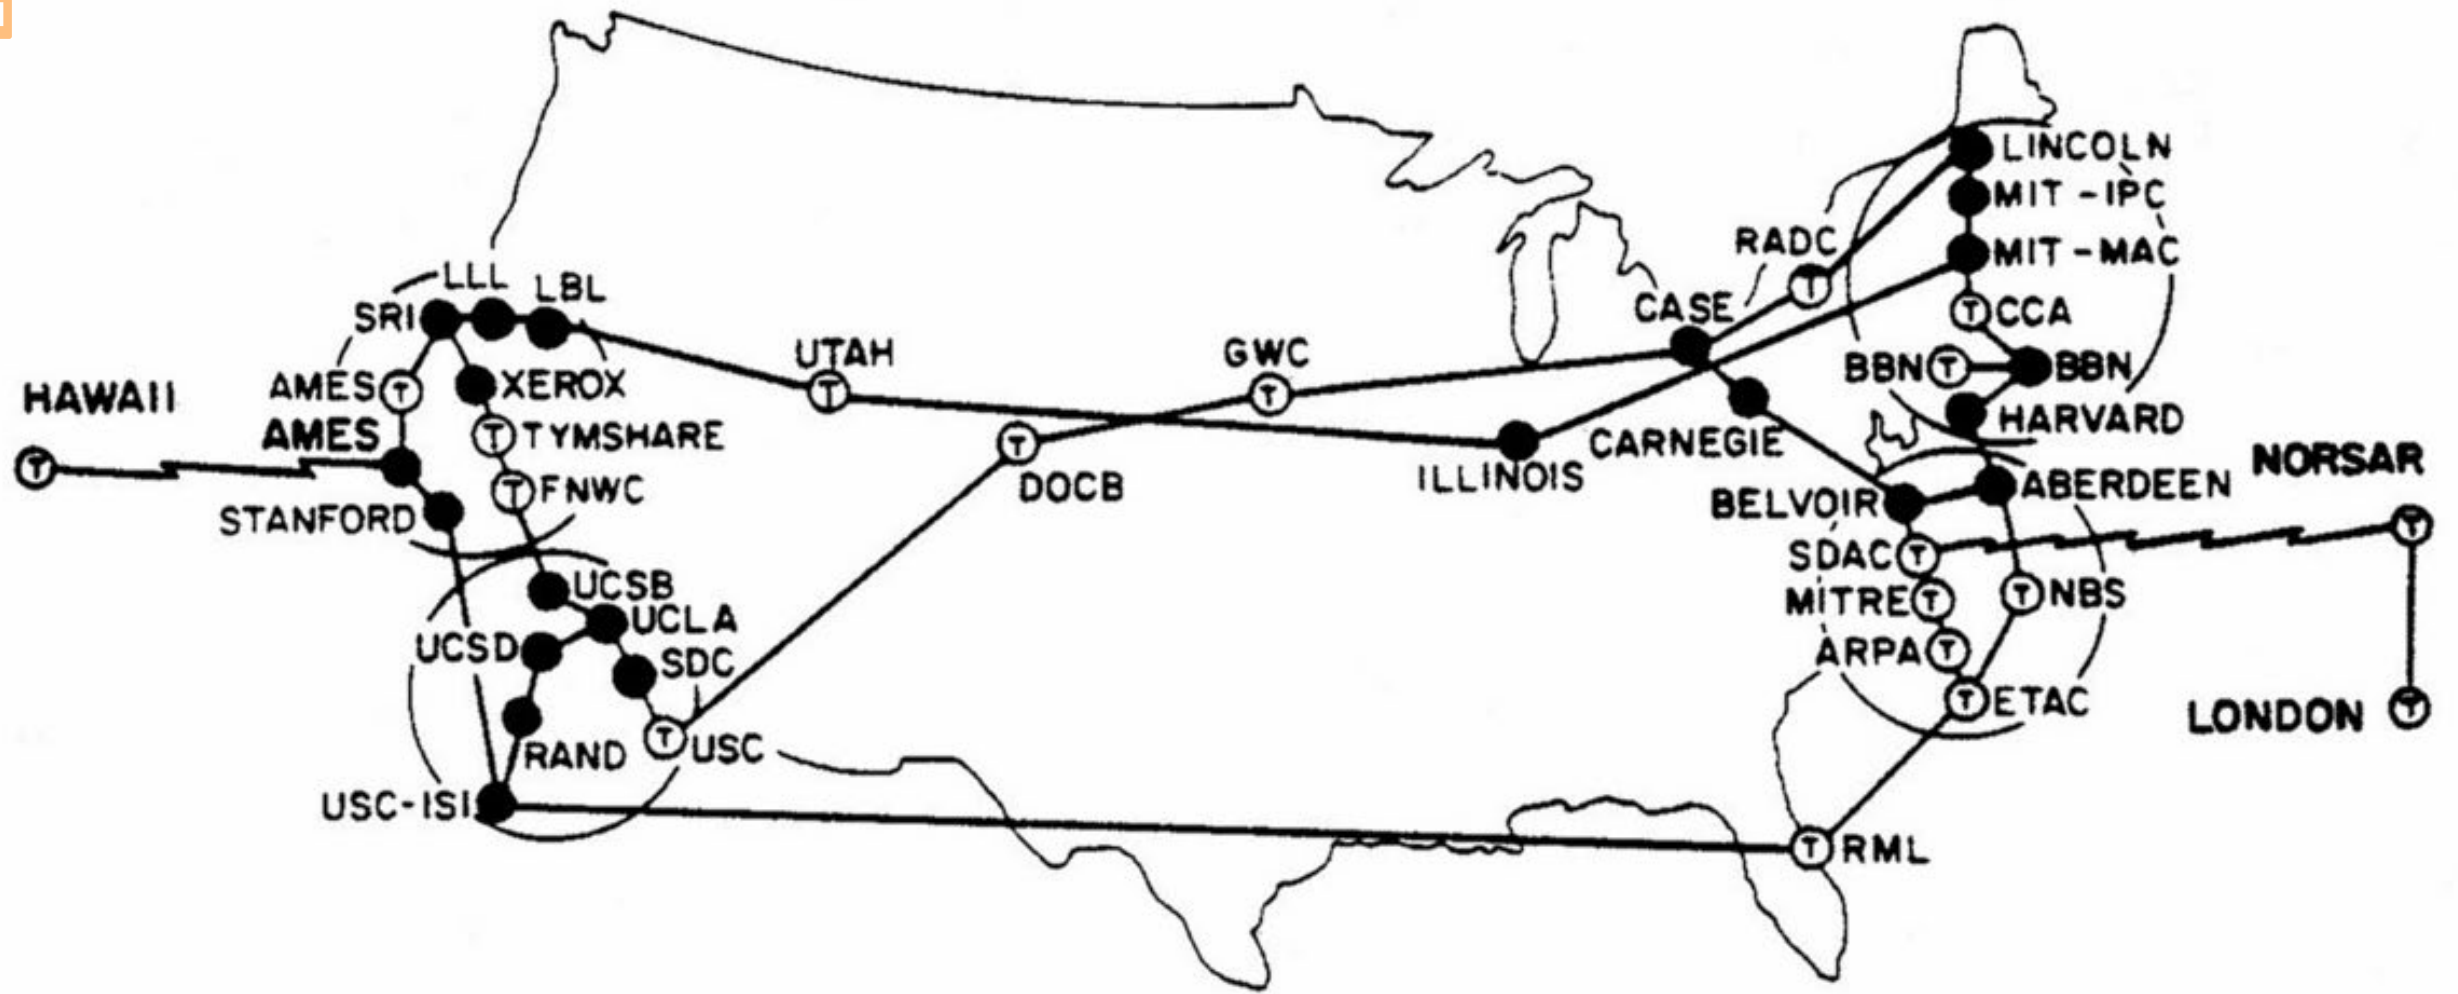 LINCOLN
MIT-IPC
RADC
MIT-MAC
LLL
LBL
SRI
CASE
T
CCA
T
UTAH
GWC
BBN T
BBN
AMES T
XEROX
T
T
HAWAII
HARVARD
AMES
T TYMSHARE
T
CARNEGIE
NORSAR
T
DOCB
ILLINOIS
ABERDEEN
T FNWC
BELVOIR
STANFORD
T
SDAC T
UCSB
MITRE T
T NBS
UCLA
UCSD
SDC
ARPA T
T ETAC
LONDON T
RAND
T USC
USC-ISI
T RML